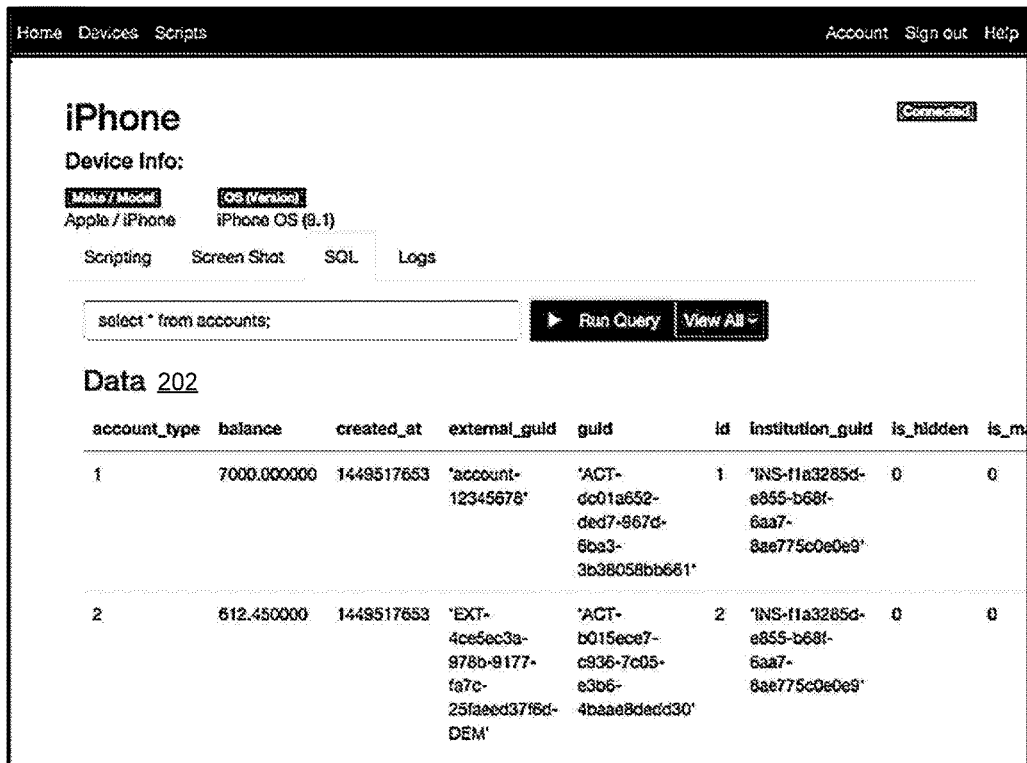 Home Devices Scripts Account Sign out Help
iPhone Connected
Device Info:
Make / Model OS (Version)
Apple / iPhone iPhone OS (9.1)
Scripting Screen Shot SQL Logs
select * from accounts; Run Query View All
Data 202
account_type balance created_at external_guid guid id institution_guid is_hidden is_ma
1 7000.000000 1449517653 'account- 'ACT- 1 'INS-f1a3285d- 0 0
12345678' dc01a652- e855-b68f-
ded7-967d- 6aa7-
6ba3- 8ae775c0e0e9'
3b38058bb661'
2 612.450000 1449517653 'EXT- 'ACT- 2 'INS-f1a3285d- 0 0
4ce5ec3a- b015ece7- e855-b68f-
978b-9177- c936-7c05- 6aa7-
fa7c- e3b6- 8ae775c0e0e9'
25faeed37f6d- 4baae8dedd30'
DEM'